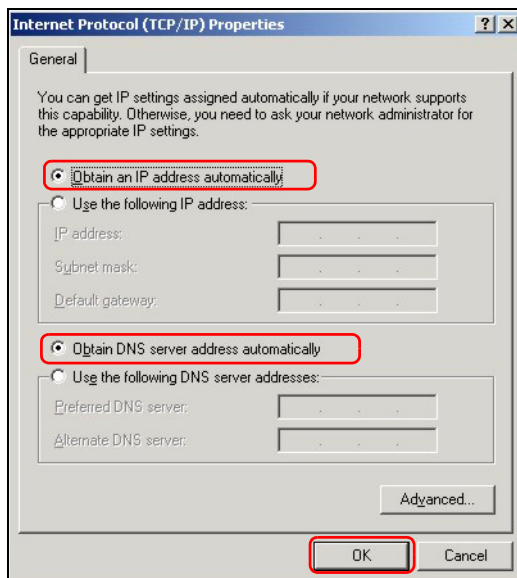 Internet Protocol (TCP/IP) Properties
General
You can get IP settings assigned automatically if your network supports
this capability. Otherwise, you need to ask your network administrator for
the appropriate IP settings.
Obtain an IP address automatically
Use the following IP address:
IP address:
Subnet mask:
Default gateway:
Obtain DNS server address automatically
Use the following DNS server addresses:
Preferred DNS server:
Alternate DNS server:
Advanced...
OK Cancel